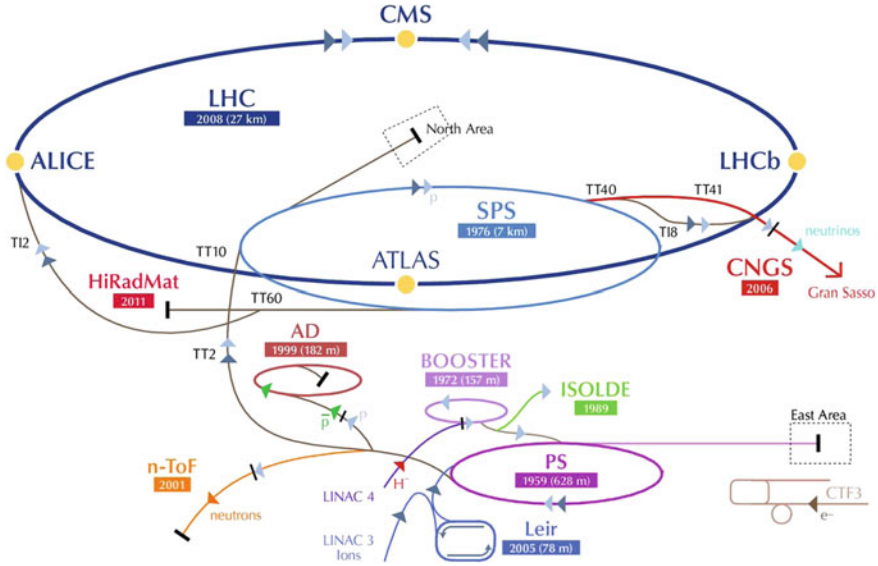 CMS
LHC
2008 (27 km)
North Area
ALICE
LHCb
TT40
TT41
p
SPS
1976 (7 km)
TI2
TT10
TI8
neutrinos
ATLAS
HiRadMat
2011
CNGS
2006
Gran Sasso
TT60
TT2
AD
1999 (182 m)
BOOSTER
1972 (157 m)
ISOLDE
1989
p̅
p
East Area
n-ToF
2001
PS
1959 (628 m)
H⁻
LINAC 4
neutrons
CTF3
e–
LINAC 3
Ions
Leir
2005 (78 m)